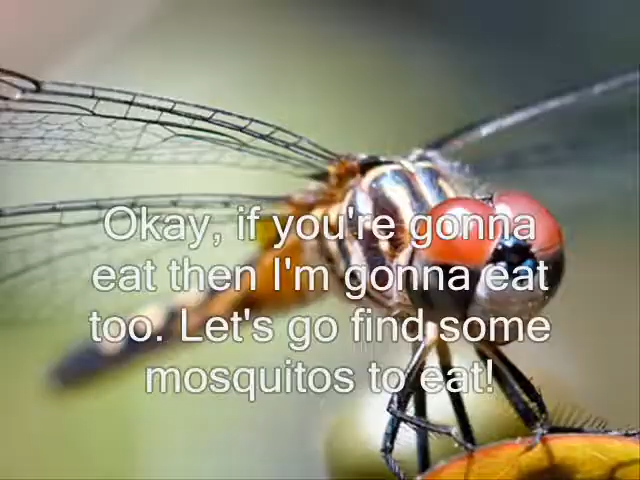 Okay, if you're gonna
eat then I'm gonna eat
too. Let's go find some
mosquitos to eat!